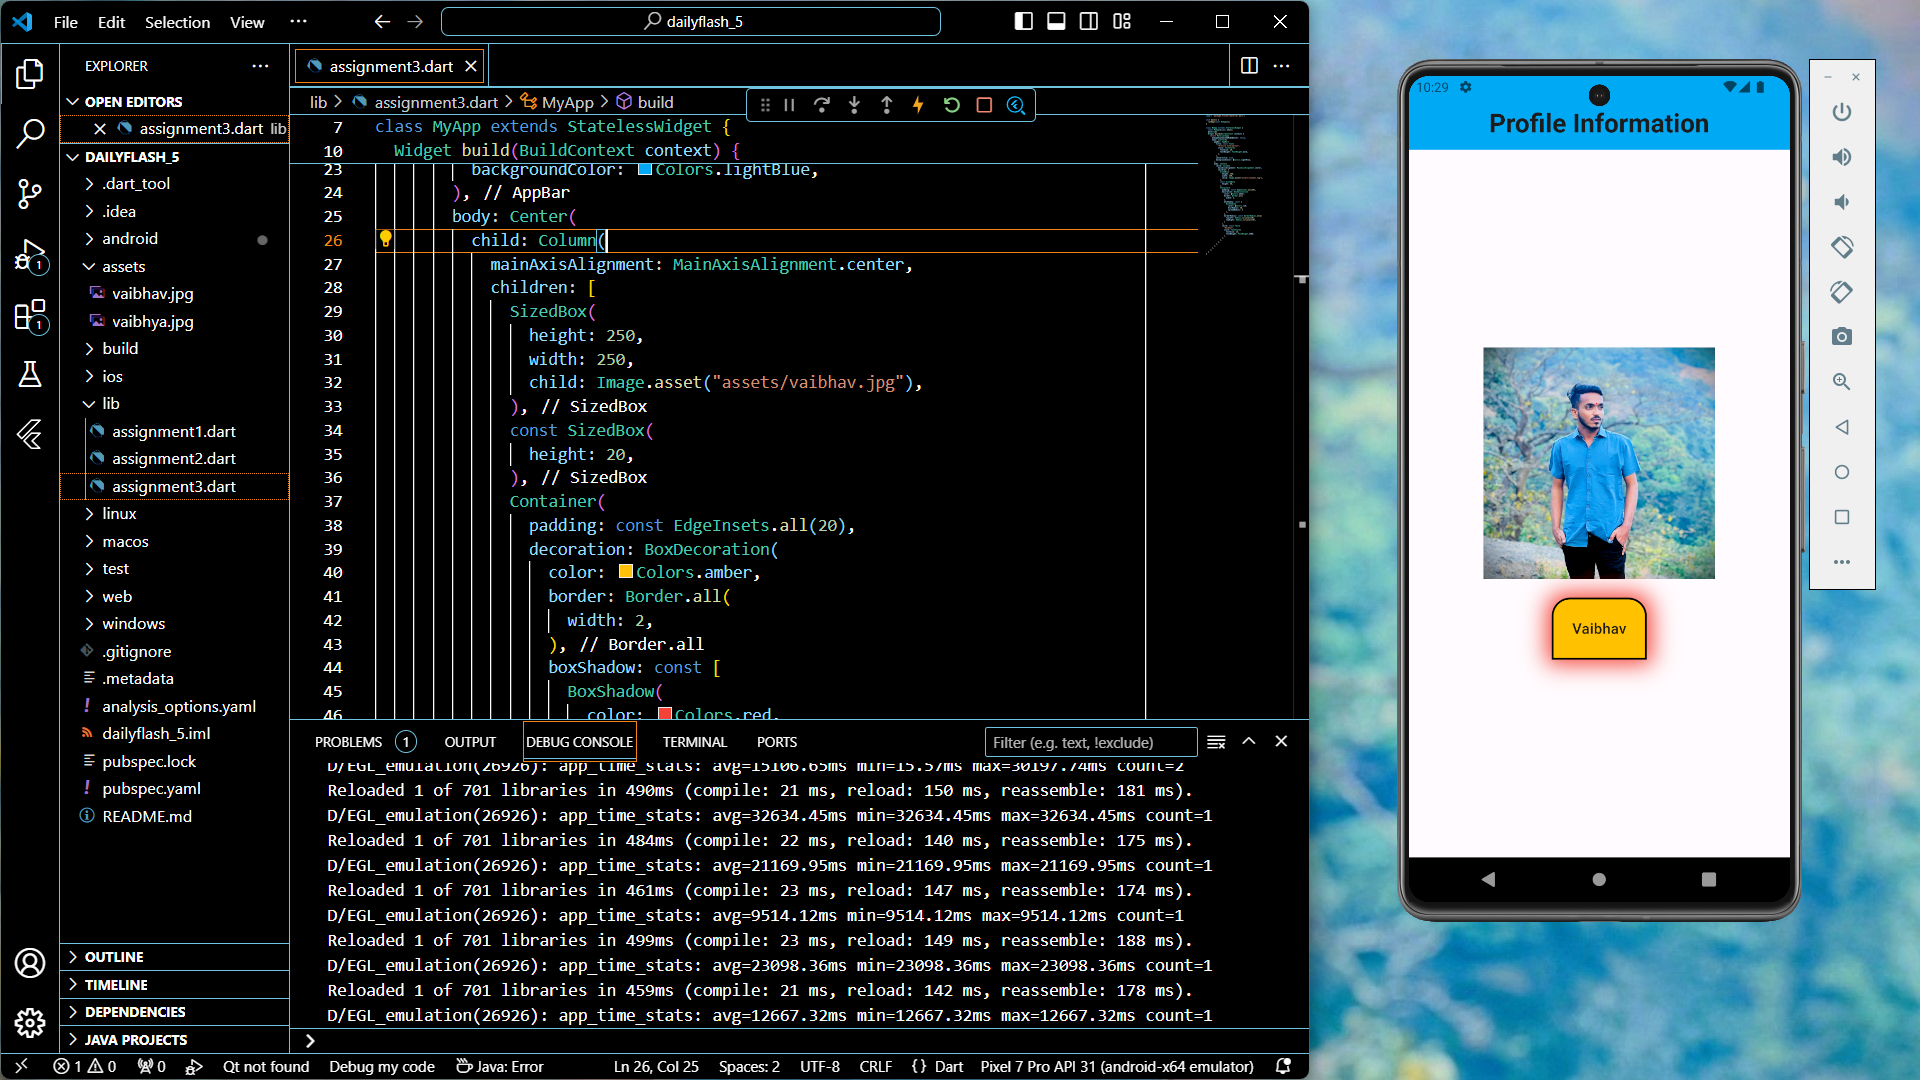 File Edit Selection View ··· dailyflash_5
EXPLORER
OPEN EDITORS
assignment3.dart lib
DAILYFLASH_5
.dart_tool
.idea
android
assets
vaibhav.jpg
vaibhya.jpg
build
ios
lib
assignment1.dart
assignment2.dart
assignment3.dart
linux
macos
test
web
windows
.gitignore
.metadata
analysis_options.yaml
dailyflash_5.iml
pubspec.lock
pubspec.yaml
README.md
OUTLINE
TIMELINE
DEPENDENCIES
JAVA PROJECTS
1
1
assignment3.dart
lib > assignment3.dart > MyApp > build
7 class MyApp extends StatelessWidget {
10 Widget build(BuildContext context) {
23 backgroundColor: Colors.lightBlue,
24 ), // AppBar
25 body: Center(
26 child: Column(
27 mainAxisAlignment: MainAxisAlignment.center,
28 children: [
29 SizedBox(
30 height: 250,
31 width: 250,
32 child: Image.asset("assets/vaibhav.jpg"),
33 ), // SizedBox
34 const SizedBox(
35 height: 20,
36 ), // SizedBox
37 Container(
38 padding: const EdgeInsets.all(20),
39 decoration: BoxDecoration(
40 color: Colors.amber,
41 border: Border.all(
42 width: 2,
43 ), // Border.all
44 boxShadow: const [
45 BoxShadow(
46 color: Colors.red,
PROBLEMS 1 OUTPUT DEBUG CONSOLE TERMINAL PORTS Filter (e.g. text, !exclude)
D/EGL_emulation(26926): app_time_stats: avg=15106.65ms min=15.57ms max=30197.74ms count=2
Reloaded 1 of 701 libraries in 490ms (compile: 21 ms, reload: 150 ms, reassemble: 181 ms).
D/EGL_emulation(26926): app_time_stats: avg=32634.45ms min=32634.45ms max=32634.45ms count=1
Reloaded 1 of 701 libraries in 484ms (compile: 22 ms, reload: 140 ms, reassemble: 175 ms).
D/EGL_emulation(26926): app_time_stats: avg=21169.95ms min=21169.95ms max=21169.95ms count=1
Reloaded 1 of 701 libraries in 461ms (compile: 23 ms, reload: 147 ms, reassemble: 174 ms).
D/EGL_emulation(26926): app_time_stats: avg=9514.12ms min=9514.12ms max=9514.12ms count=1
Reloaded 1 of 701 libraries in 499ms (compile: 23 ms, reload: 149 ms, reassemble: 188 ms).
D/EGL_emulation(26926): app_time_stats: avg=23098.36ms min=23098.36ms max=23098.36ms count=1
Reloaded 1 of 701 libraries in 459ms (compile: 21 ms, reload: 142 ms, reassemble: 178 ms).
D/EGL_emulation(26926): app_time_stats: avg=12667.32ms min=12667.32ms max=12667.32ms count=1
1 0 0 Qt not found Debug my code Java: Error Ln 26, Col 25 Spaces: 2 UTF-8 CRLF {} Dart Pixel 7 Pro API 31 (android-x64 emulator)
10:29
Profile Information
Vaibhav